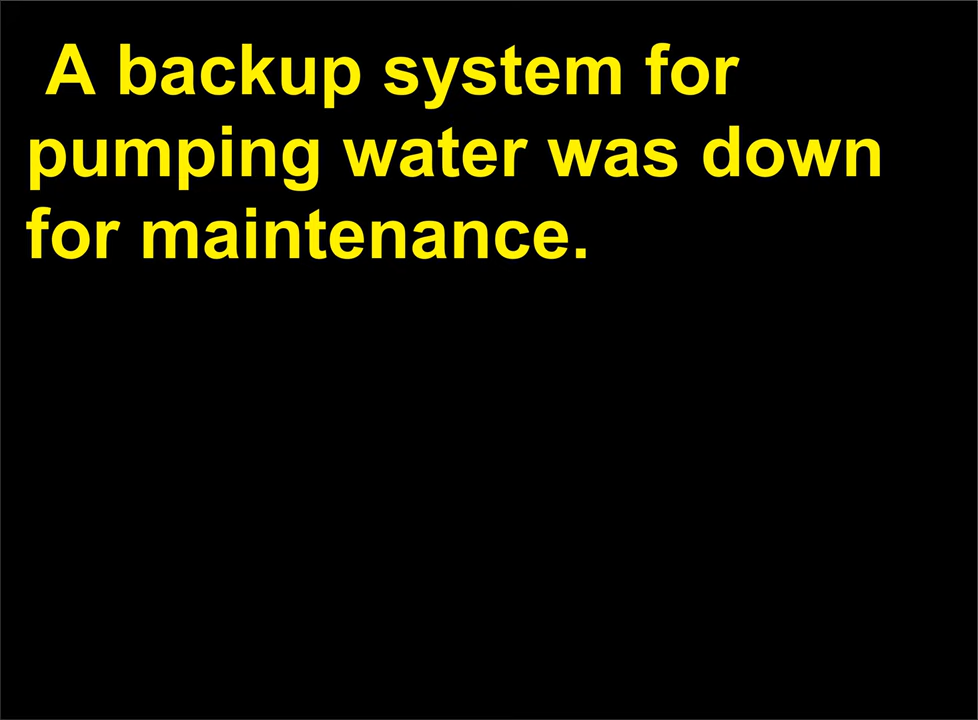 A backup system for
pumping water was down
for maintenance.